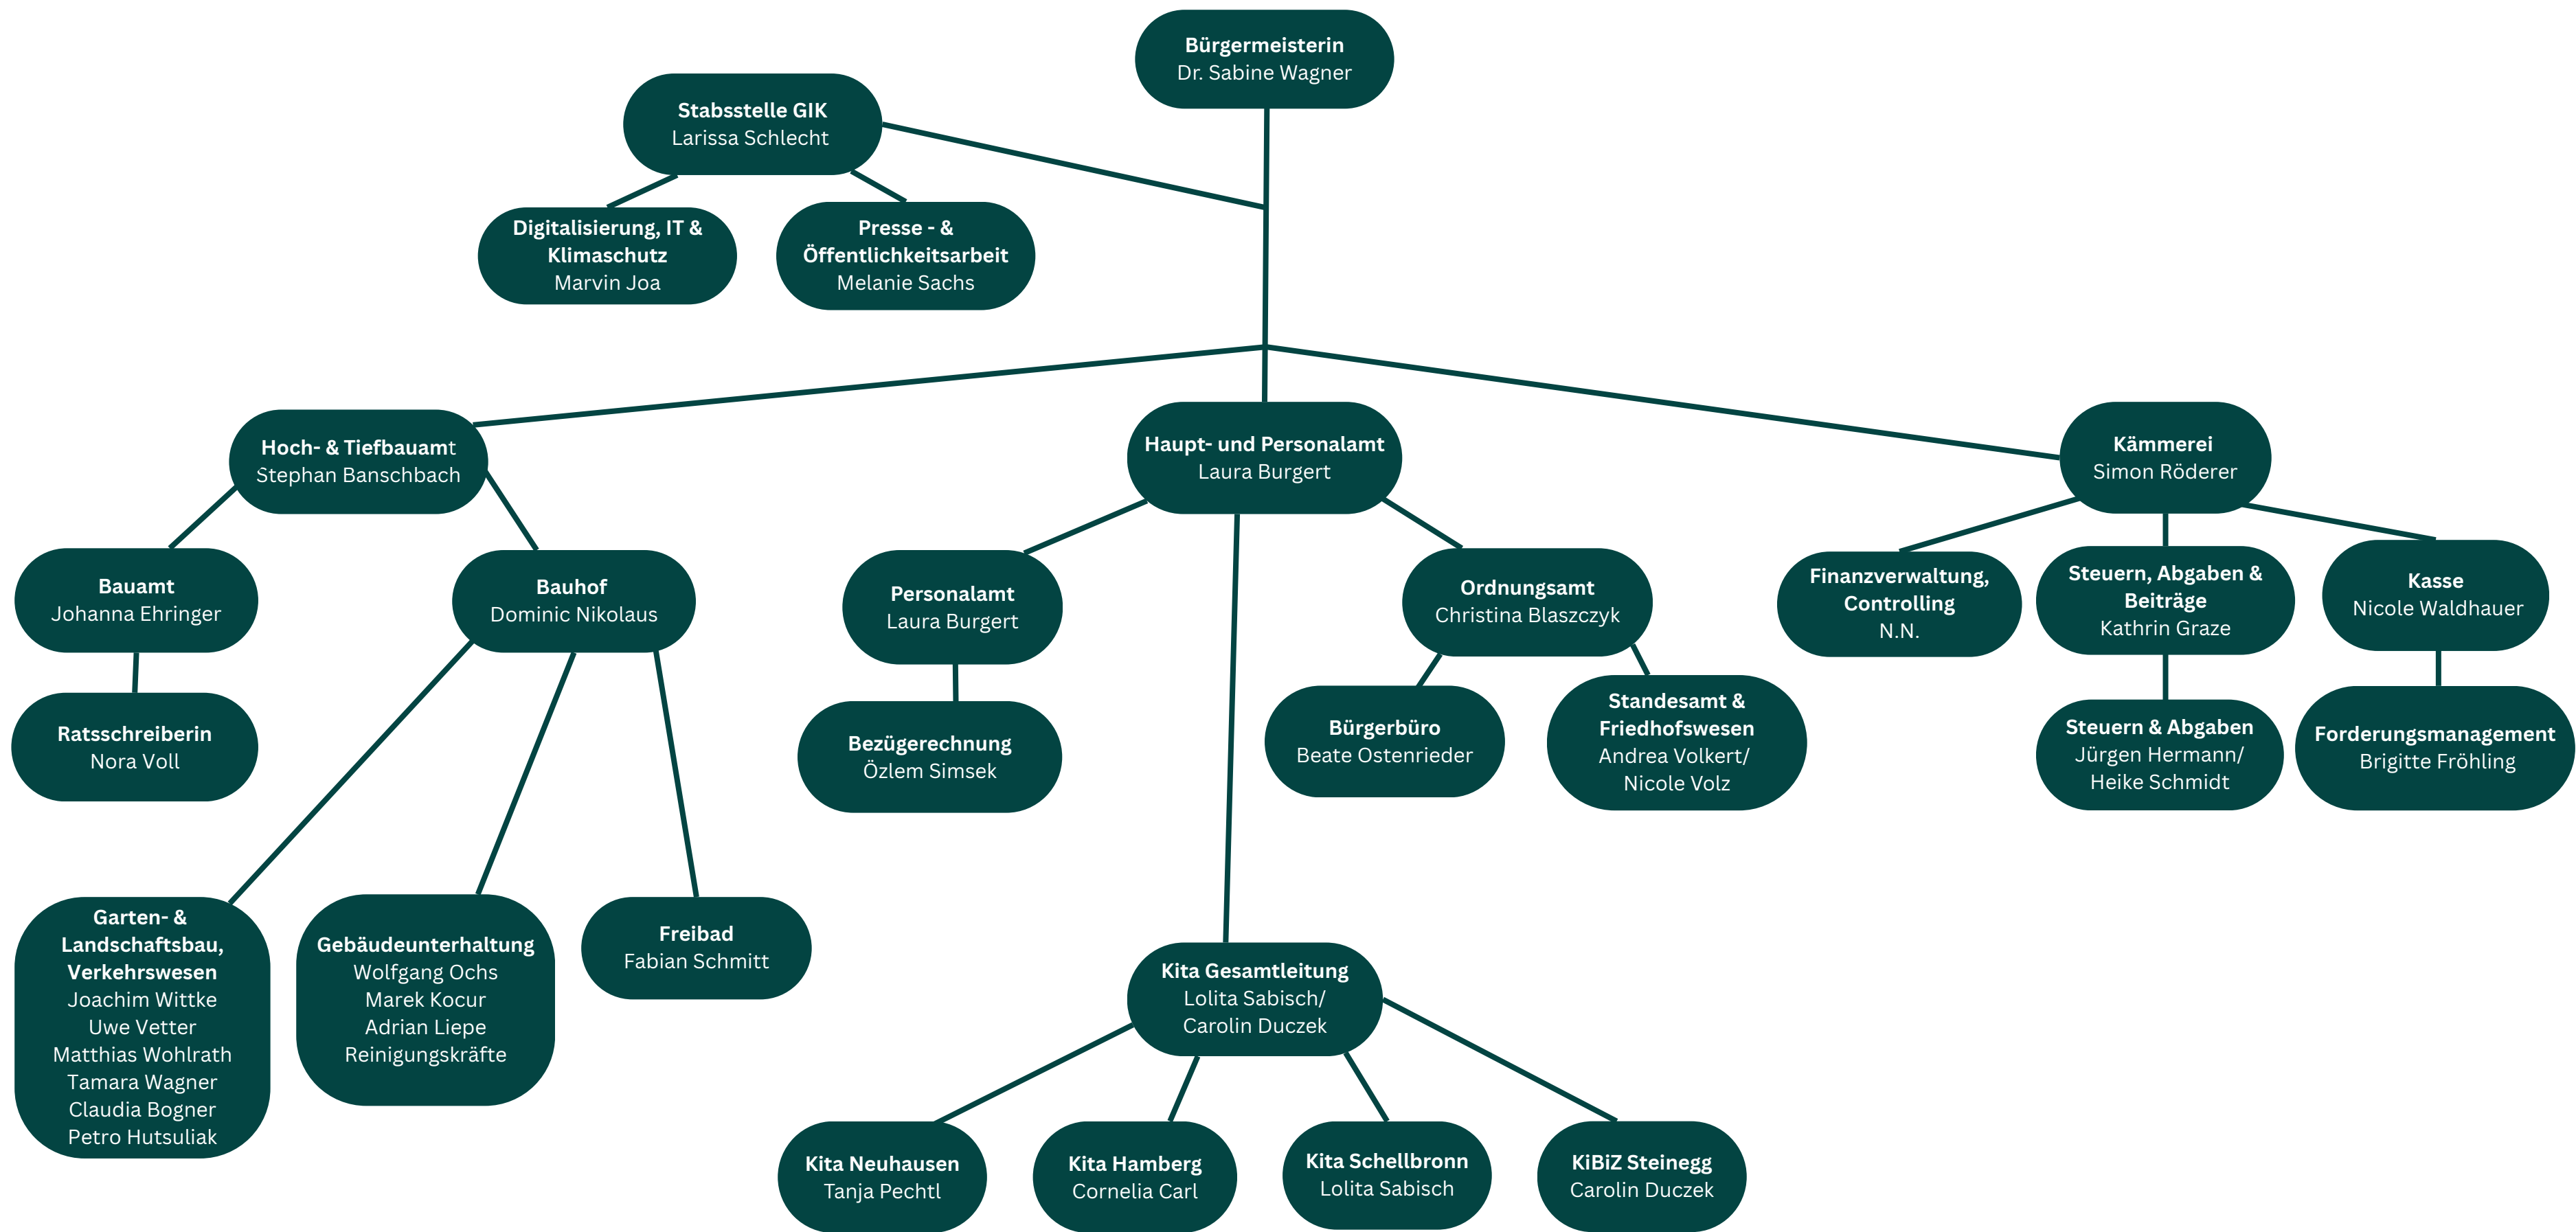 Bürgermeisterin
Dr. Sabine Wagner
Stabsstelle GIK
Larissa Schlecht
Digitalisierung, IT &
Klimaschutz
Marvin Joa
Presse - &
Öffentlichkeitsarbeit
Melanie Sachs
Hoch- & Tiefbauamt
Stephan Banschbach
Haupt- und Personalamt
Laura Burgert
Kämmerei
Simon Röderer
Bauamt
Johanna Ehringer
Bauhof
Dominic Nikolaus
Personalamt
Laura Burgert
Ordnungsamt
Christina Blaszczyk
Finanzverwaltung,
Controlling
N.N.
Steuern, Abgaben &
Beiträge
Kathrin Graze
Kasse
Nicole Waldhauer
Ratsschreiberin
Nora Voll
Bezügerechnung
Özlem Simsek
Bürgerbüro
Beate Ostenrieder
Standesamt &
Friedhofswesen
Andrea Volkert/
Nicole Volz
Steuern & Abgaben
Jürgen Hermann/
Heike Schmidt
Forderungsmanagement
Brigitte Fröhling
Garten- &
Landschaftsbau,
Verkehrswesen
Joachim Wittke
Uwe Vetter
Matthias Wohlrath
Tamara Wagner
Claudia Bogner
Petro Hutsuliak
Gebäudeunterhaltung
Wolfgang Ochs
Marek Kocur
Adrian Liepe
Reinigungskräfte
Freibad
Fabian Schmitt
Kita Gesamtleitung
Lolita Sabisch/
Carolin Duczek
Kita Neuhausen
Tanja Pechtl
Kita Hamberg
Cornelia Carl
Kita Schellbronn
Lolita Sabisch
KiBiZ Steinegg
Carolin Duczek